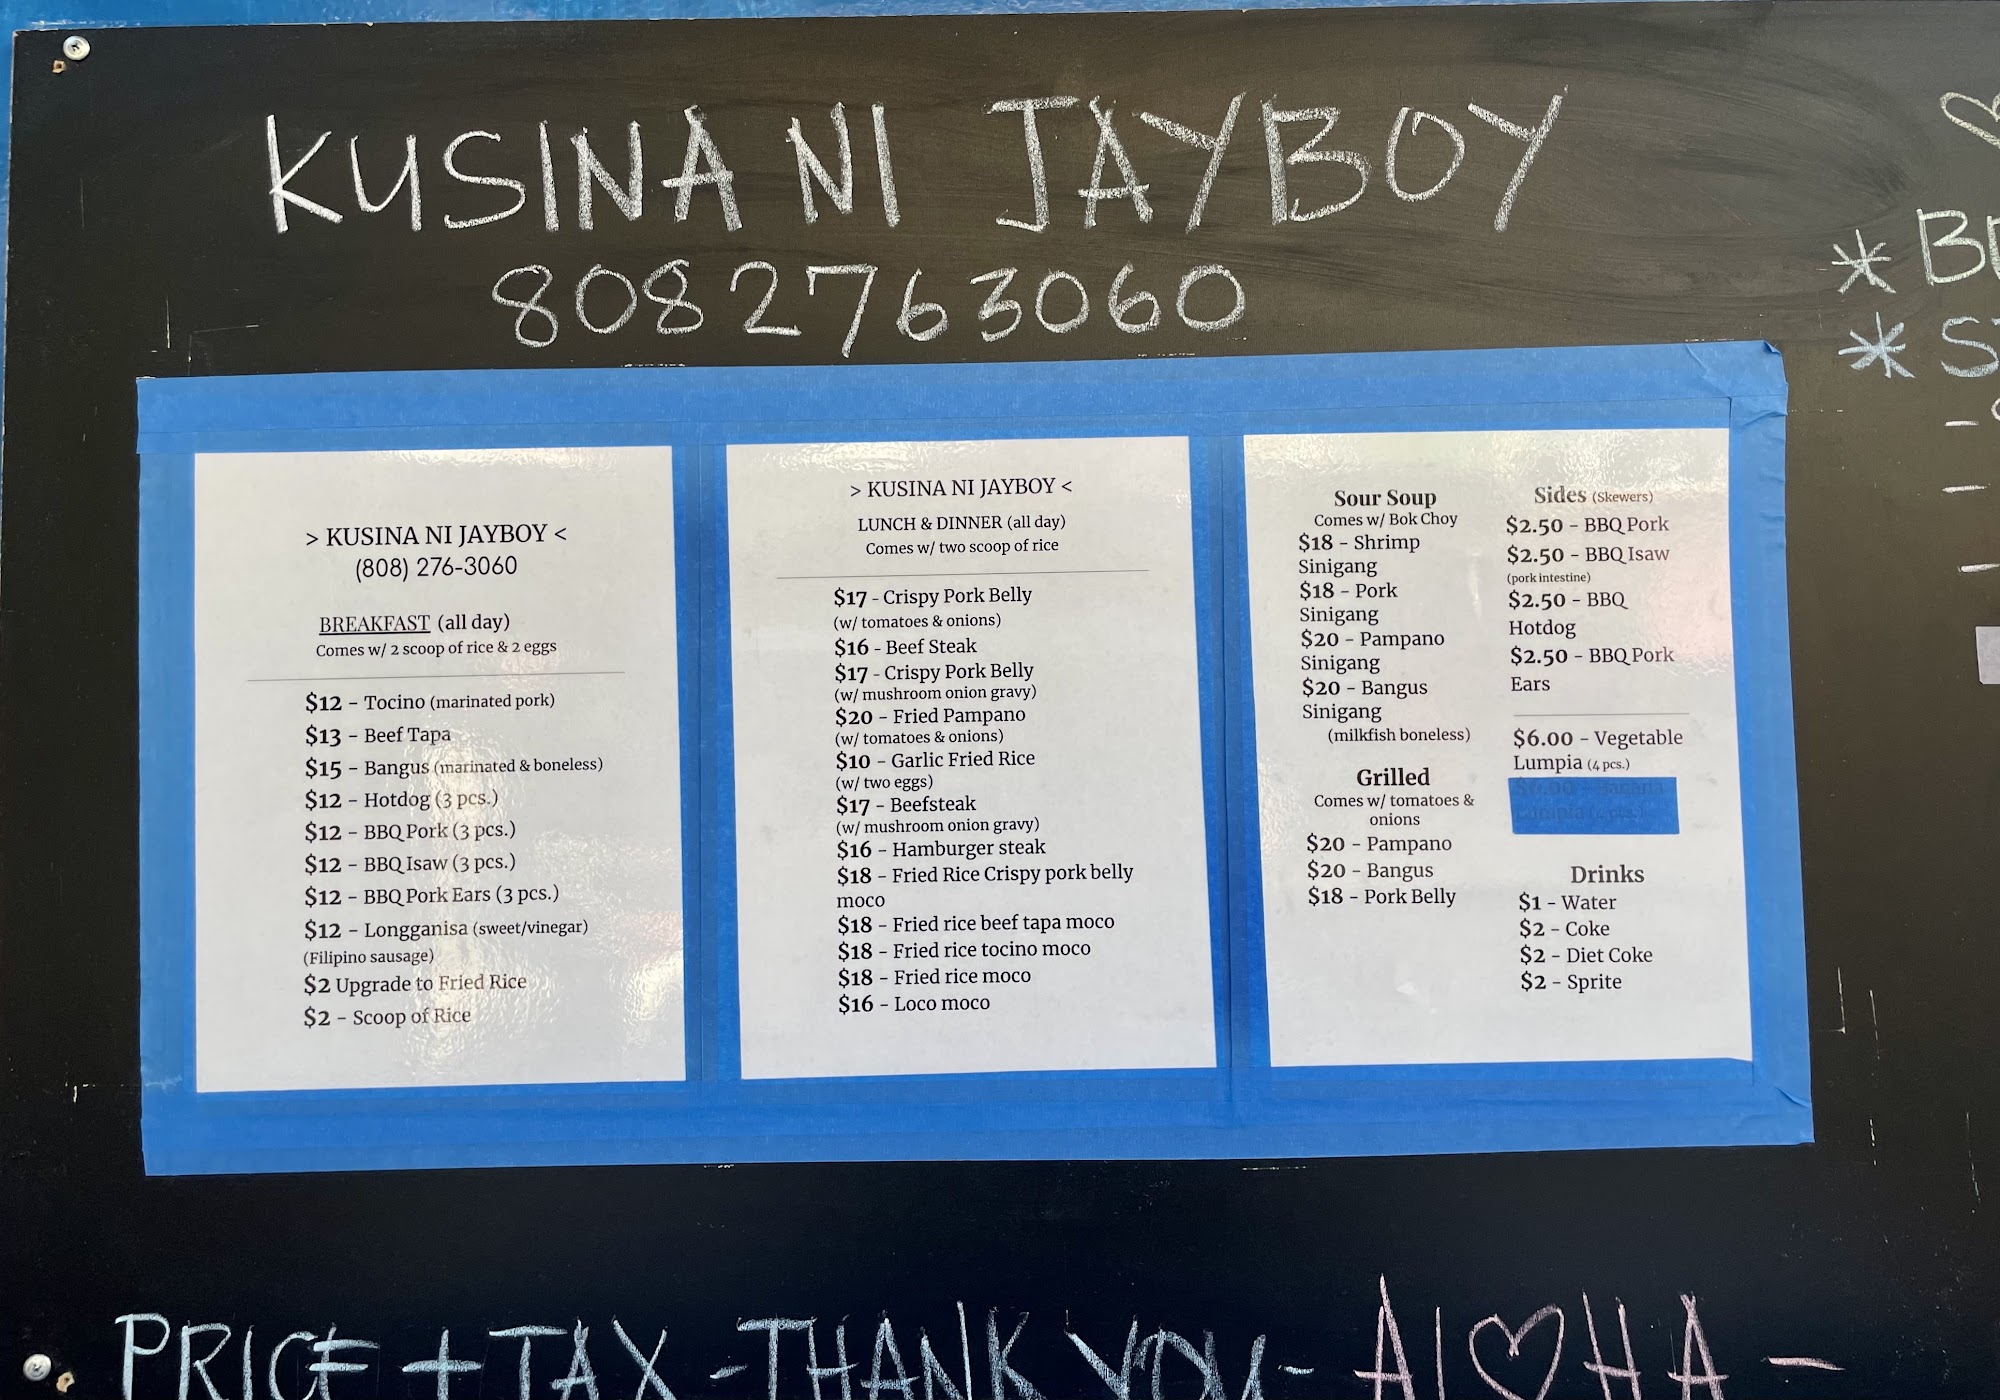 KUSINA NI JAYBOY
8082763060
> KUSINA NI JAYBOY <
(808) 276-3060
BREAKFAST (all day)
Comes w/ 2 scoop of rice & 2 eggs
$12 - Tocino (marinated pork)
$13 - Beef Tapa
$15 - Bangus (marinated & boneless)
$12 - Hotdog (3 pcs.)
$12 - BBQ Pork (3 pcs.)
$12 - BBQ Isaw (3 pcs.)
$12 - BBQ Pork Ears (3 pcs.)
$12 - Longganisa (sweet/vinegar)
(Filipino sausage)
$2 Upgrade to Fried Rice
$2 - Scoop of Rice
> KUSINA NI JAYBOY <
LUNCH & DINNER (all day)
Comes w/ two scoop of rice
$17 - Crispy Pork Belly
(w/ tomatoes & onions)
$16 - Beef Steak
$17 - Crispy Pork Belly
(w/ mushroom onion gravy)
$20 - Fried Pampano
(w/ tomatoes & onions)
$10 - Garlic Fried Rice
(w/ two eggs)
$17 - Beefsteak
(w/ mushroom onion gravy)
$16 - Hamburger steak
$18 - Fried Rice Crispy pork belly
moco
$18 - Fried rice beef tapa moco
$18 - Fried rice tocino moco
$18 - Fried rice moco
$16 - Loco moco
Sour Soup
Comes w/ Bok Choy
$18 - Shrimp
Sinigang
$18 - Pork
Sinigang
$20 - Pampano
Sinigang
$20 - Bangus
Sinigang
(milkfish boneless)
Grilled
Comes w/ tomatoes &
onions
$20 - Pampano
$20 - Bangus
$18 - Pork Belly
Sides (Skewers)
$2.50 - BBQ Pork
$2.50 - BBQ Isaw
(pork intestine)
$2.50 - BBQ
Hotdog
$2.50 - BBQ Pork
Ears
$6.00 - Vegetable
Lumpia (4 pcs.)
$6.00 - Banana
Lumpia (4 pcs.)
Drinks
$1 - Water
$2 - Coke
$2 - Diet Coke
$2 - Sprite
PRICE + TAX - THANK YOU - AL♡HA -